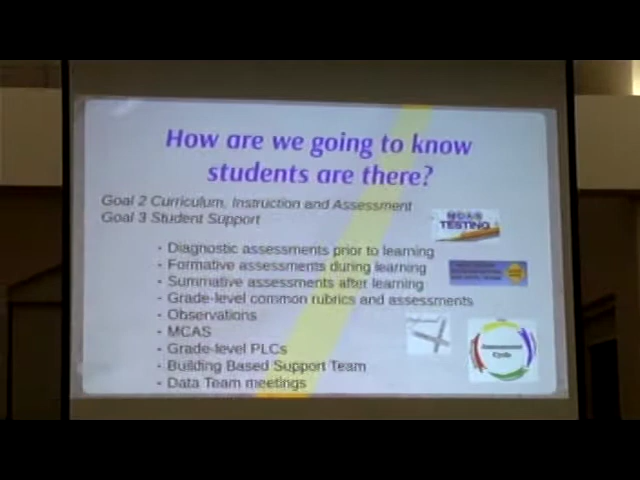 How are we going to know
students are there?
Goal 2 Curriculum, Instruction and Assessment
Goal 3 Student Support
MCAS
TESTING
- Diagnostic assessments prior to learning
- Formative assessments during learning
- Summative assessments after learning
- Grade-level common rubrics and assessments
- Observations
- MCAS
- Grade-level PLCs
- Building Based Support Team
- Data Team meetings
Assessment
Cycle